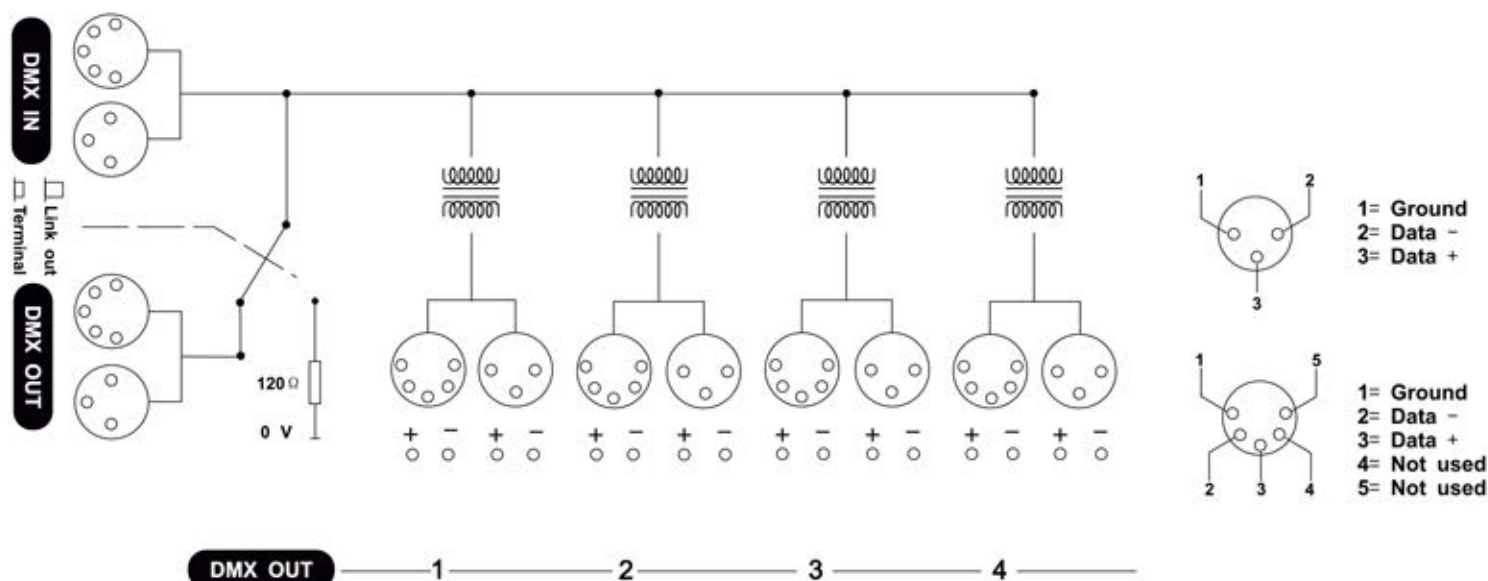 DMX IN
Link out
Terminal
DMX OUT
120 Ω
0 V
+ − + −
+ − + −
+ − + −
+ − + −
1 2
3
1= Ground
2= Data −
3= Data +
1 5
2 3 4
1= Ground
2= Data −
3= Data +
4= Not used
5= Not used
DMX OUT 1 2 3 4